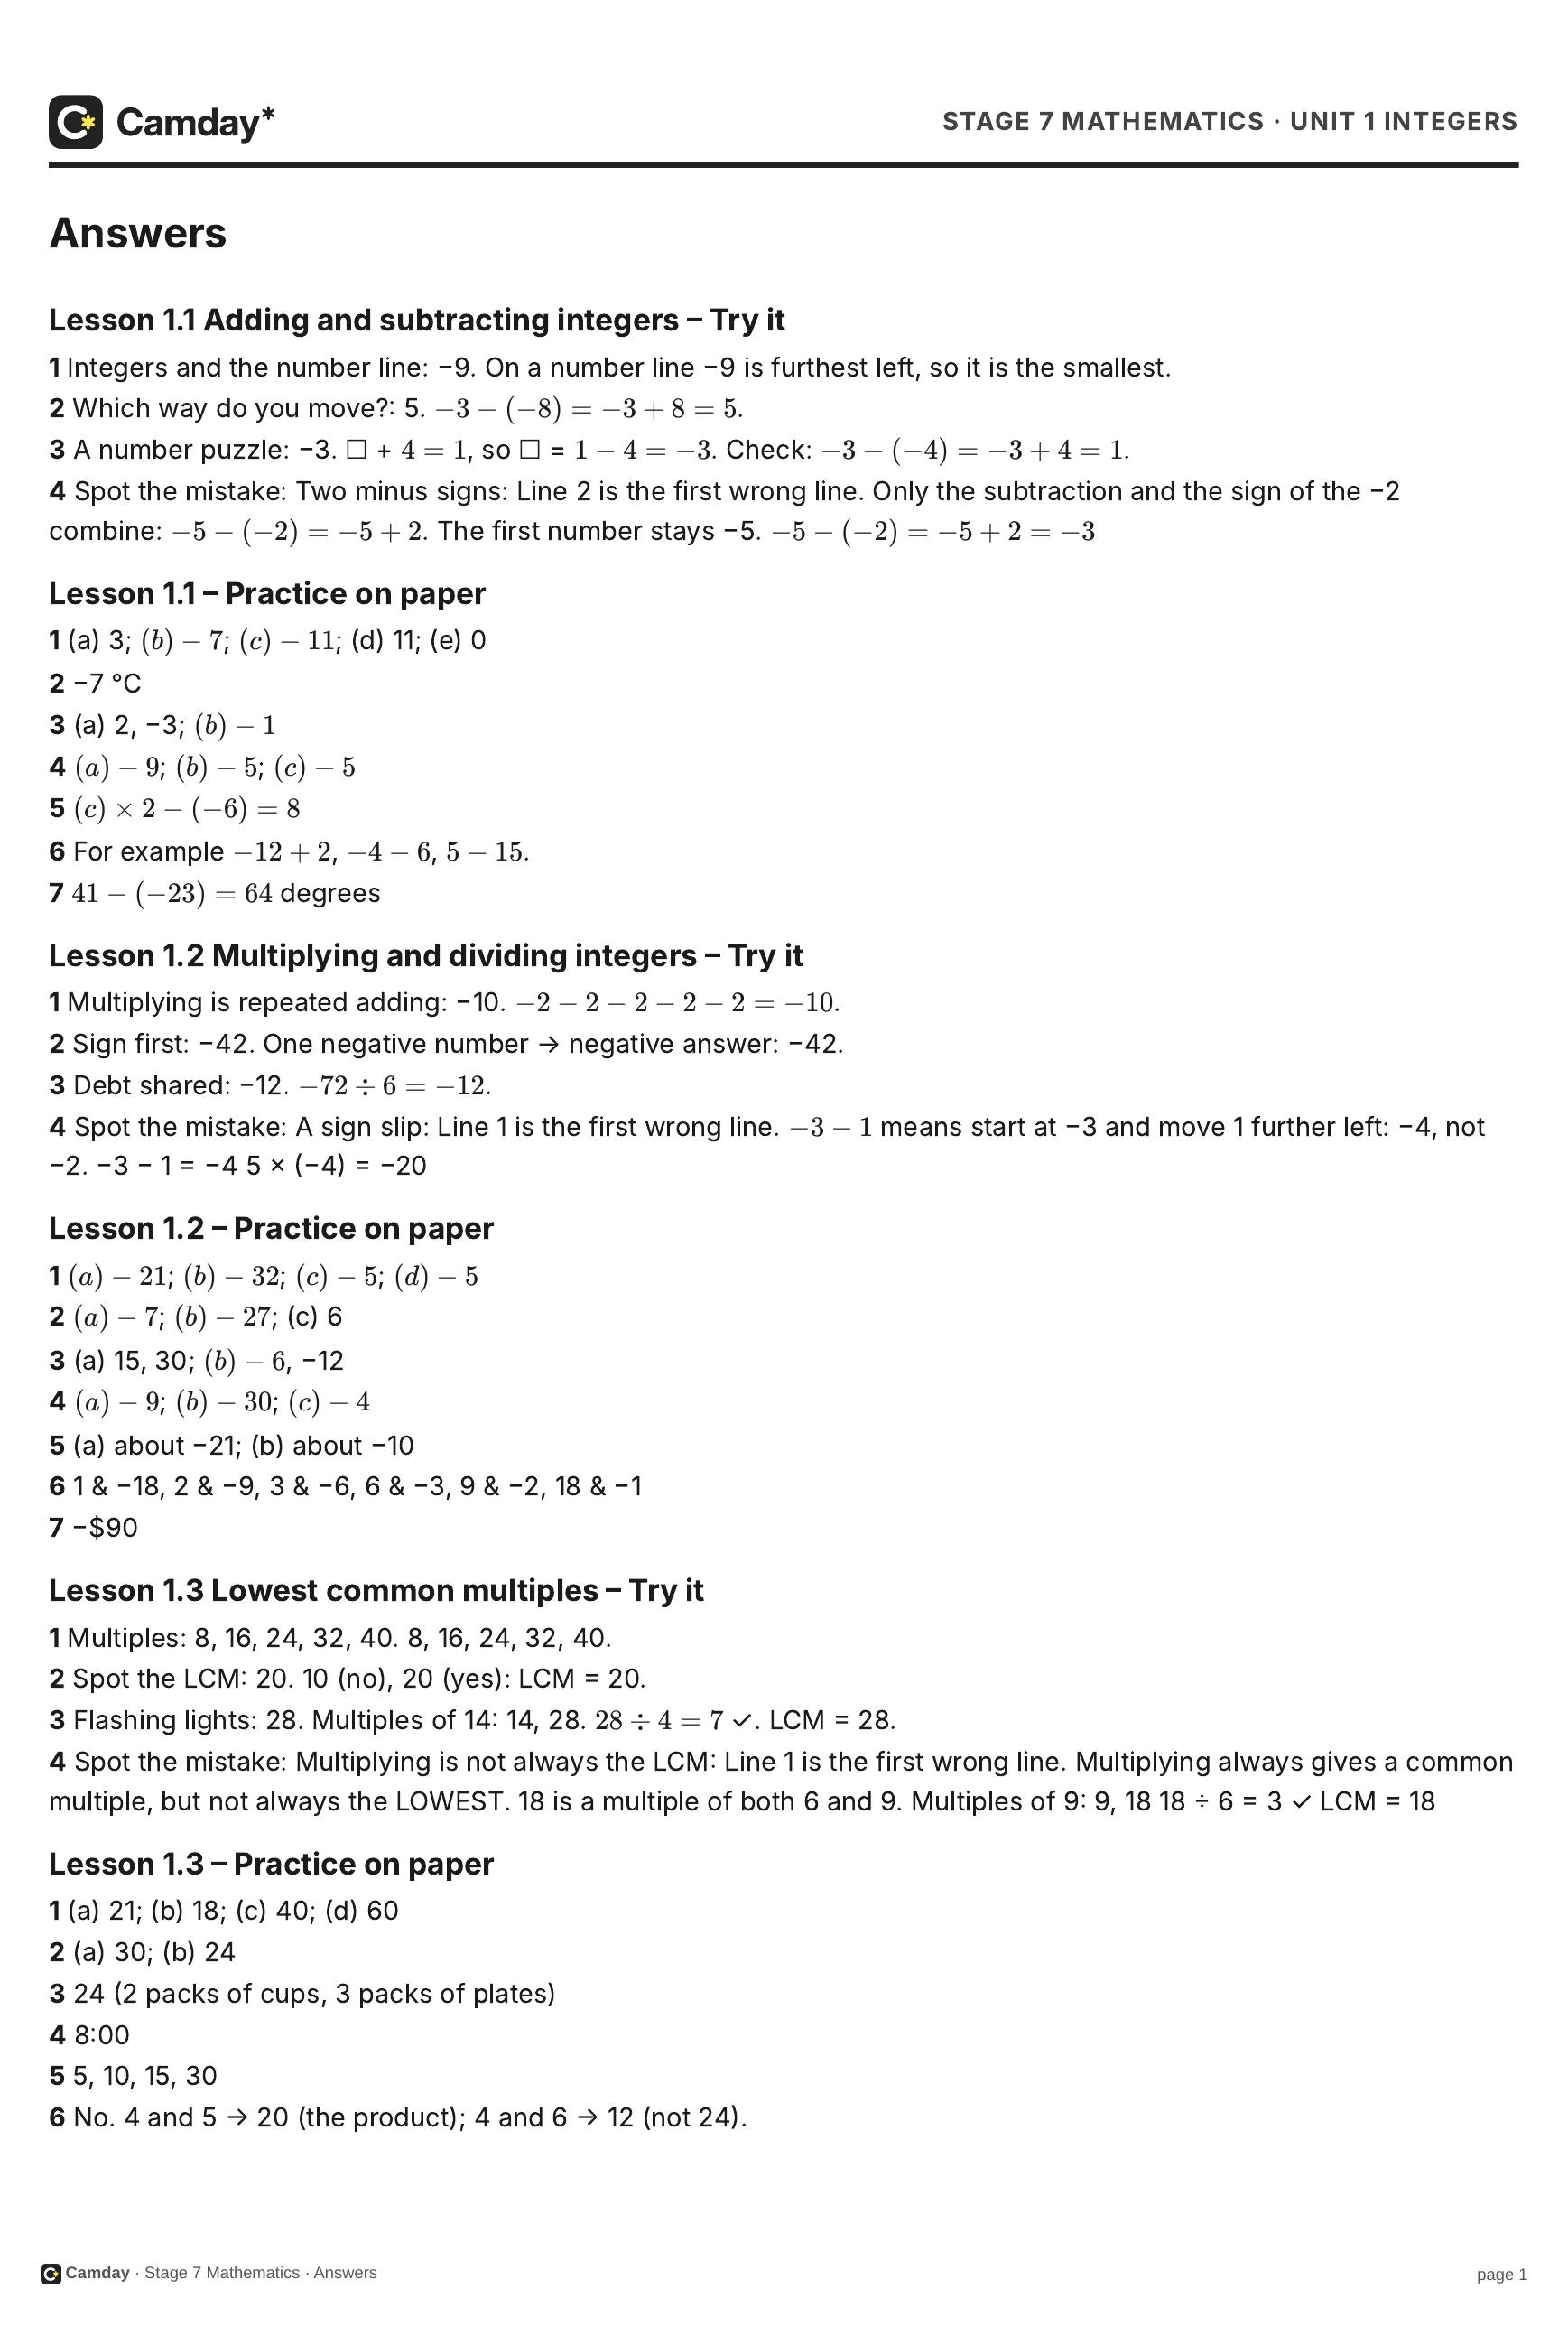 Camday*
STAGE 7 MATHEMATICS · UNIT 1 INTEGERS
Answers
Lesson 1.1 Adding and subtracting integers – Try it
1 Integers and the number line: −9. On a number line −9 is furthest left, so it is the smallest.
2 Which way do you move?: 5. −3 − (−8) = −3 + 8 = 5.
3 A number puzzle: −3. □ + 4 = 1, so □ = 1 − 4 = −3. Check: −3 − (−4) = −3 + 4 = 1.
4 Spot the mistake: Two minus signs: Line 2 is the first wrong line. Only the subtraction and the sign of the −2
combine: −5 − (−2) = −5 + 2. The first number stays −5. −5 − (−2) = −5 + 2 = −3
Lesson 1.1 – Practice on paper
1 (a) 3; (b) − 7; (c) − 11; (d) 11; (e) 0
2 −7 °C
3 (a) 2, −3; (b) − 1
4 (a) − 9; (b) − 5; (c) − 5
5 (c) × 2 − (−6) = 8
6 For example −12 + 2, −4 − 6, 5 − 15.
7 41 − (−23) = 64 degrees
Lesson 1.2 Multiplying and dividing integers – Try it
1 Multiplying is repeated adding: −10. −2 − 2 − 2 − 2 − 2 = −10.
2 Sign first: −42. One negative number → negative answer: −42.
3 Debt shared: −12. −72 ÷ 6 = −12.
4 Spot the mistake: A sign slip: Line 1 is the first wrong line. −3 − 1 means start at −3 and move 1 further left: −4, not
−2. −3 − 1 = −4 5 × (−4) = −20
Lesson 1.2 – Practice on paper
1 (a) − 21; (b) − 32; (c) − 5; (d) − 5
2 (a) − 7; (b) − 27; (c) 6
3 (a) 15, 30; (b) − 6, −12
4 (a) − 9; (b) − 30; (c) − 4
5 (a) about −21; (b) about −10
6 1 & −18, 2 & −9, 3 & −6, 6 & −3, 9 & −2, 18 & −1
7 −$90
Lesson 1.3 Lowest common multiples – Try it
1 Multiples: 8, 16, 24, 32, 40. 8, 16, 24, 32, 40.
2 Spot the LCM: 20. 10 (no), 20 (yes): LCM = 20.
3 Flashing lights: 28. Multiples of 14: 14, 28. 28 ÷ 4 = 7 ✓. LCM = 28.
4 Spot the mistake: Multiplying is not always the LCM: Line 1 is the first wrong line. Multiplying always gives a common
multiple, but not always the LOWEST. 18 is a multiple of both 6 and 9. Multiples of 9: 9, 18 18 ÷ 6 = 3 ✓ LCM = 18
Lesson 1.3 – Practice on paper
1 (a) 21; (b) 18; (c) 40; (d) 60
2 (a) 30; (b) 24
3 24 (2 packs of cups, 3 packs of plates)
4 8:00
5 5, 10, 15, 30
6 No. 4 and 5 → 20 (the product); 4 and 6 → 12 (not 24).
Camday · Stage 7 Mathematics · Answers
page 1